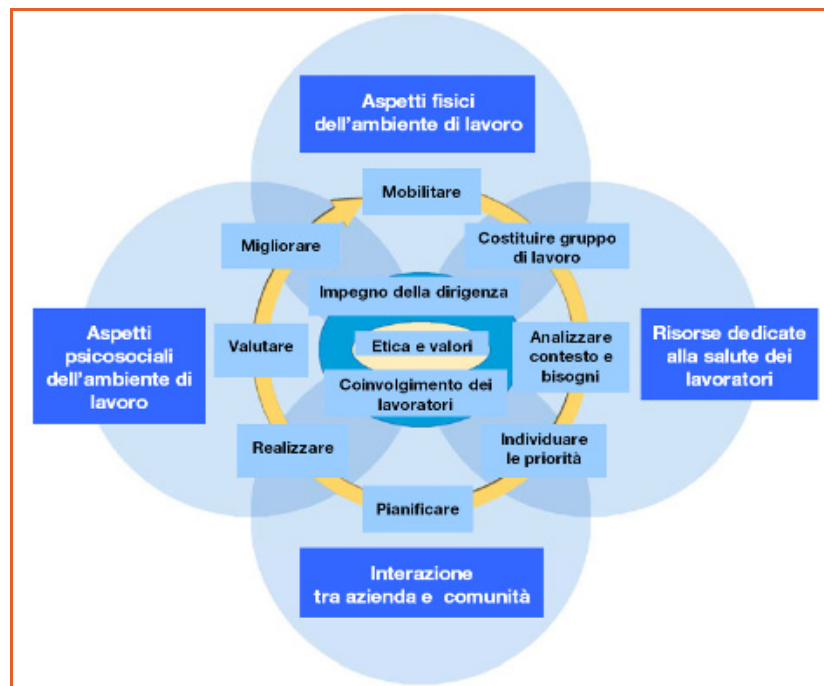 Aspetti fisici
dell'ambiente di lavoro
Mobilitare
Migliorare
Costituire gruppo
di lavoro
Impegno della dirigenza
Aspetti
psicosociali
dell'ambiente di
lavoro
Valutare
Etica e valori
Analizzare
contesto e
bisogni
Risorse dedicate
alla salute dei
lavoratori
Coinvolgimento dei
lavoratori
Realizzare
Individuare
le priorità
Pianificare
Interazione
tra azienda e comunità